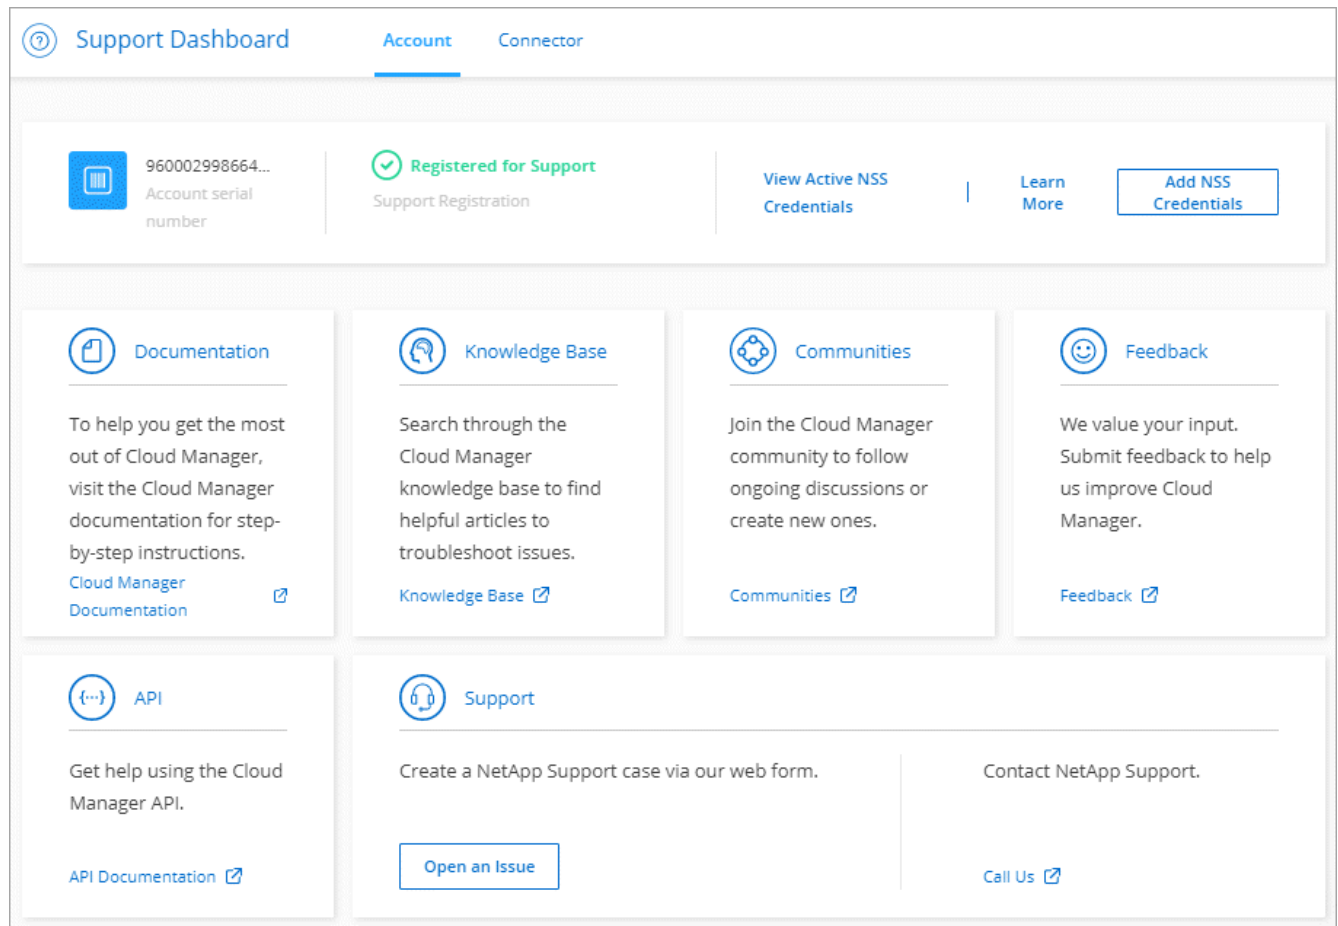 Support Dashboard
Account
Connector
960002998664...
Account serial
number
Registered for Support
Support Registration
View Active NSS
Credentials
Learn
More
Add NSS
Credentials
Documentation
To help you get the most
out of Cloud Manager,
visit the Cloud Manager
documentation for step-
by-step instructions.
Cloud Manager
Documentation
Knowledge Base
Search through the
Cloud Manager
knowledge base to find
helpful articles to
troubleshoot issues.
Knowledge Base
Communities
Join the Cloud Manager
community to follow
ongoing discussions or
create new ones.
Communities
Feedback
We value your input.
Submit feedback to help
us improve Cloud
Manager.
Feedback
API
Get help using the Cloud
Manager API.
API Documentation
Support
Create a NetApp Support case via our web form.
Open an Issue
Contact NetApp Support.
Call Us